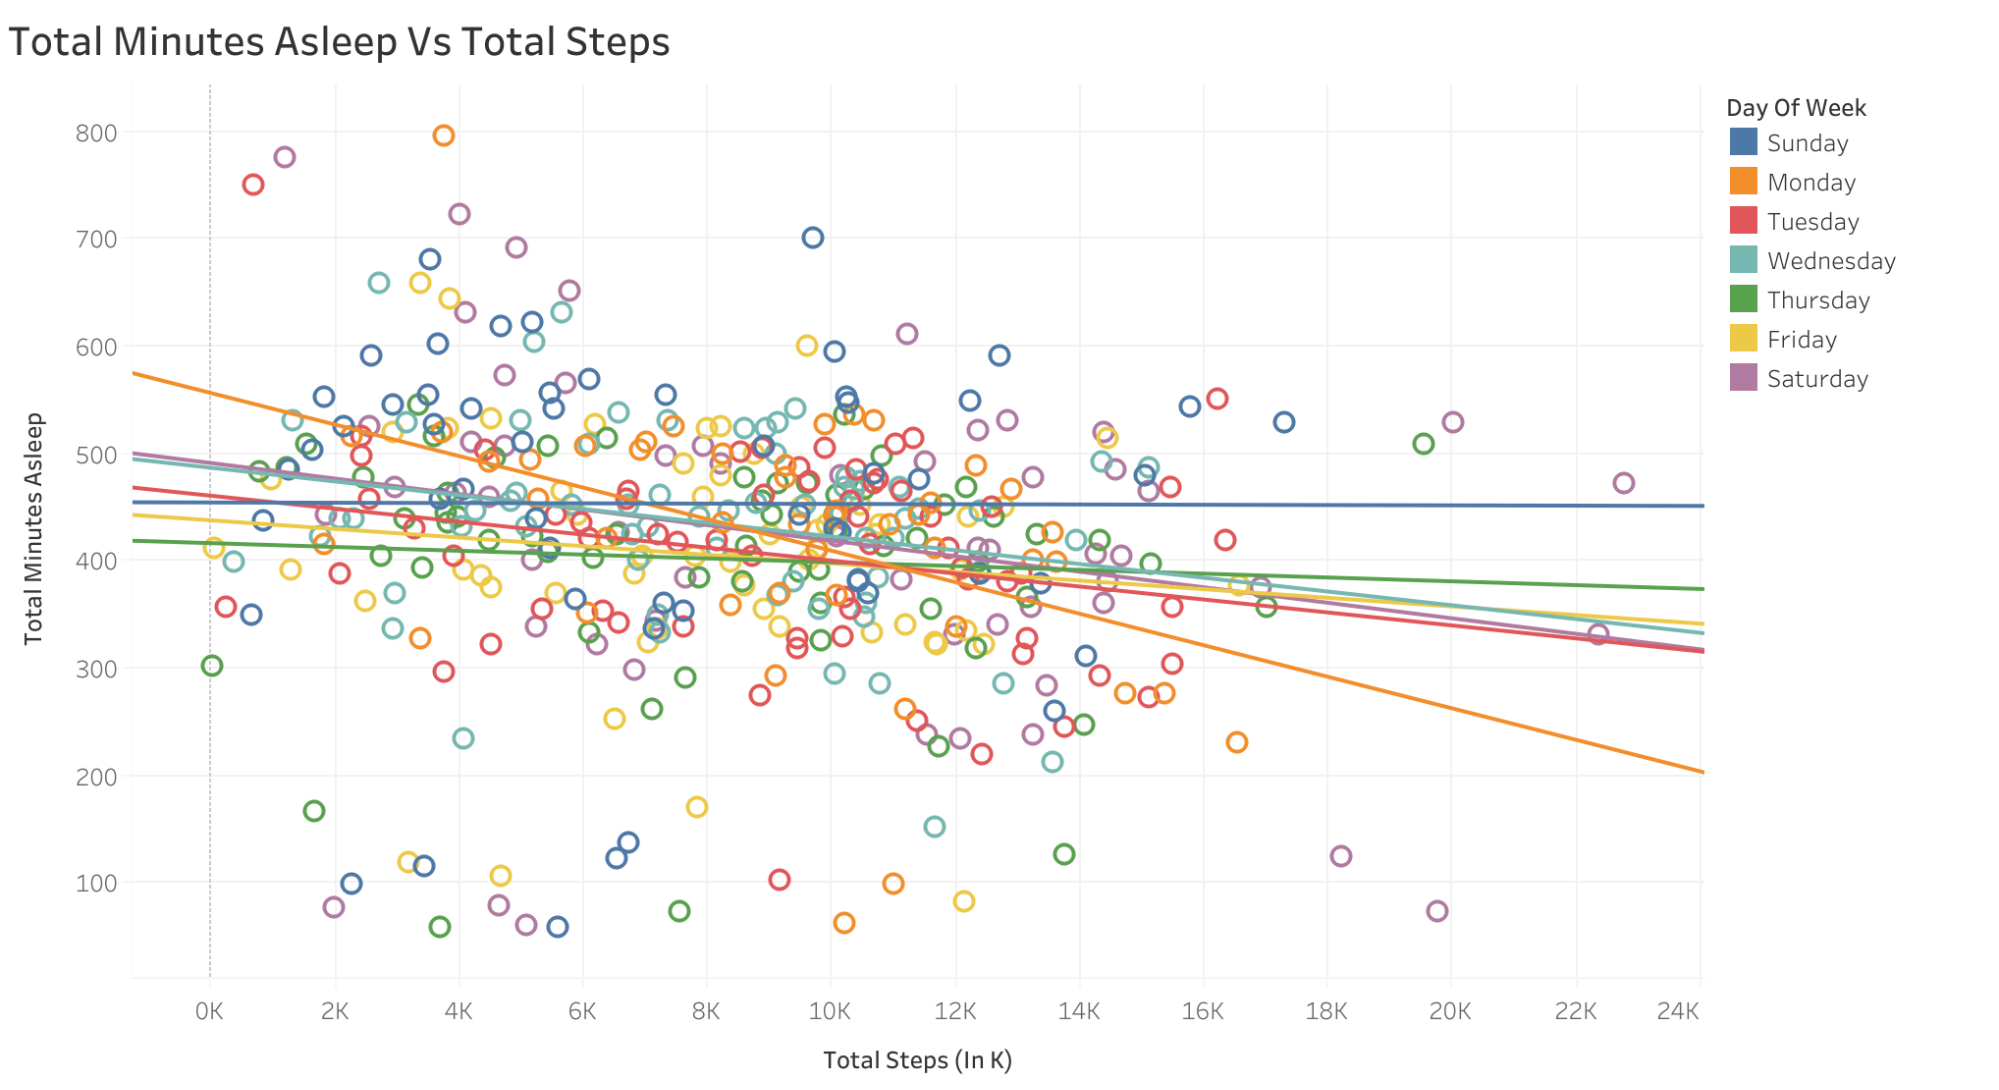 Total Minutes Asleep Vs Total Steps
Day Of Week
Sunday
Monday
Tuesday
Wednesday
Thursday
Friday
Saturday
Total Minutes Asleep
800
700
600
500
400
300
200
100
0K 2K 4K 6K 8K 10K 12K 14K 16K 18K 20K 22K 24K
Total Steps (In K)